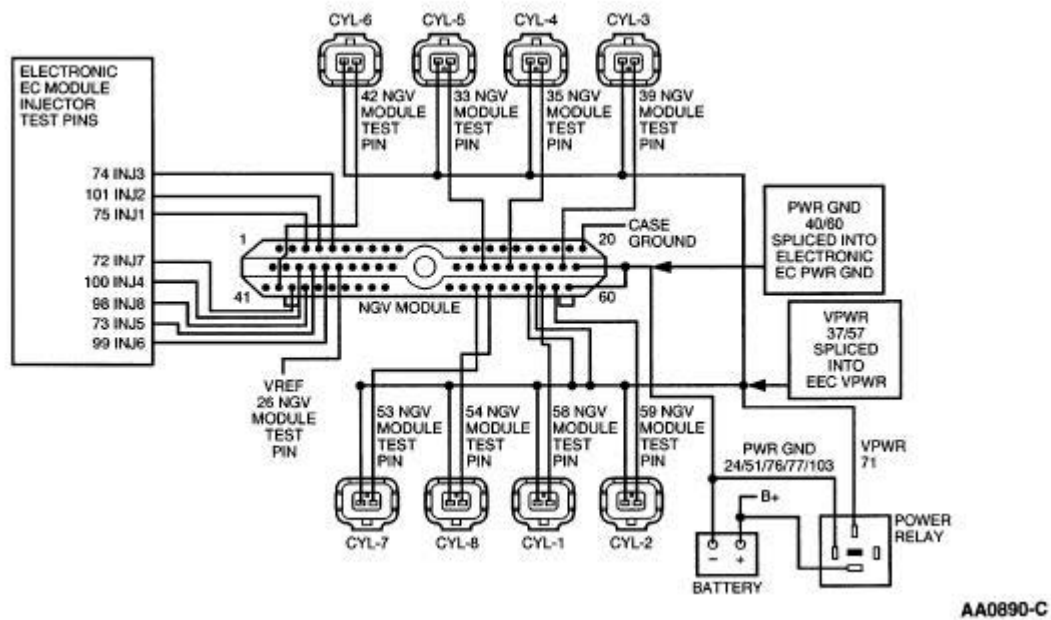 CYL-6
CYL-5
CYL-4
CYL-3
ELECTRONIC
EC MODULE
INJECTOR
TEST PINS
42 NGV
MODULE
TEST
PIN
33 NGV
MODULE
TEST
PIN
35 NGV
MODULE
TEST
PIN
39 NGV
MODULE
TEST
PIN
74 INJ3
101 INJ2
75 INJ1
72 INJ7
100 INJ4
98 INJ8
73 INJ5
99 INJ6
1
20
CASE
GROUND
41
60
NGV MODULE
PWR GND
40/60
SPLICED INTO
ELECTRONIC
EC PWR GND
VPWR
37/57
SPLICED
INTO
EEC VPWR
VREF
26 NGV
MODULE
TEST
PIN
53 NGV
MODULE
TEST
PIN
54 NGV
MODULE
TEST
PIN
58 NGV
MODULE
TEST
PIN
59 NGV
MODULE
TEST
PIN
PWR GND
24/51/76/77/103
VPWR
71
B+
POWER
RELAY
- +
BATTERY
CYL-7
CYL-8
CYL-1
CYL-2
AA0890-C